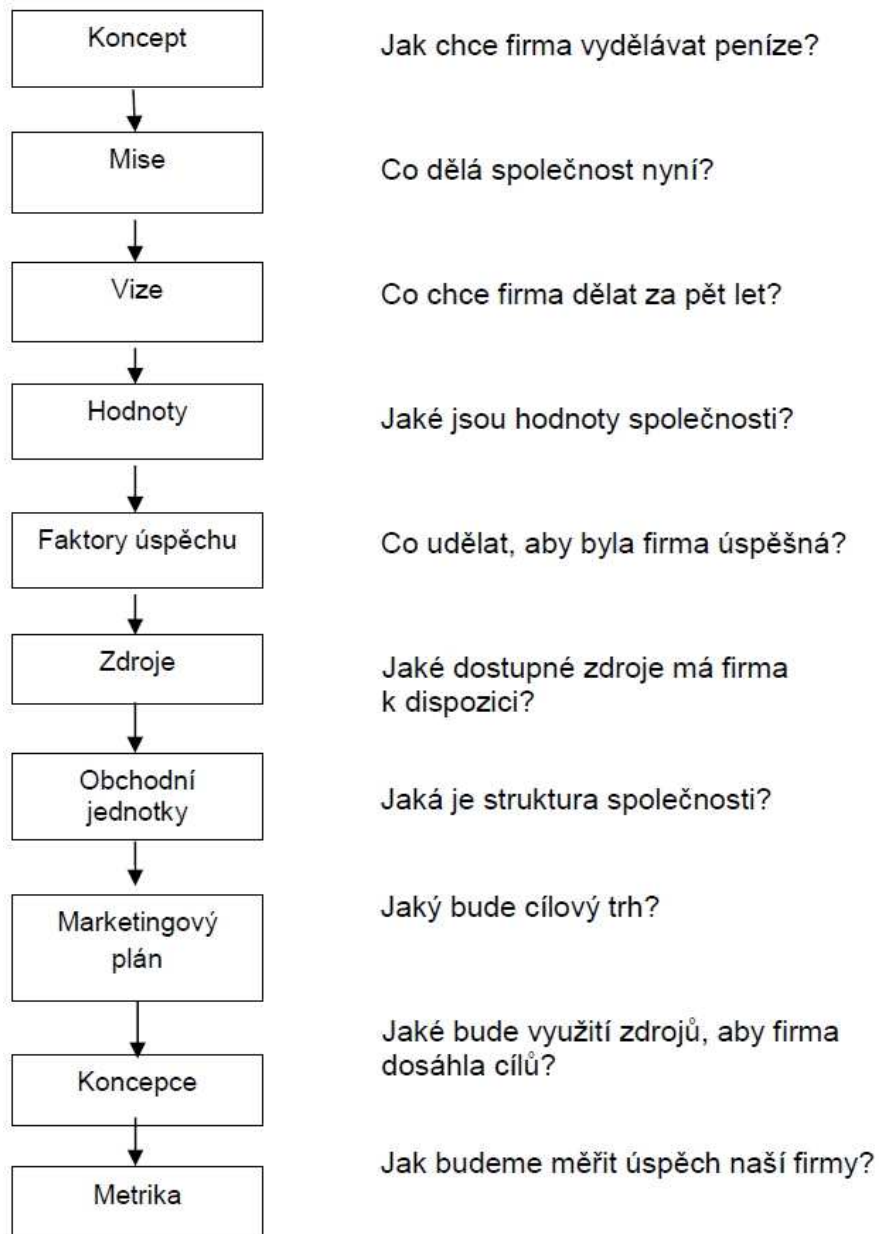 Koncept
Jak chce firma vydělávat peníze?
Mise
Co dělá společnost nyní?
Vize
Co chce firma dělat za pět let?
Hodnoty
Jaké jsou hodnoty společnosti?
Faktory úspěchu
Co udělat, aby byla firma úspěšná?
Zdroje
Jaké dostupné zdroje má firma
k dispozici?
Obchodní
jednotky
Jaká je struktura společnosti?
Marketingový
plán
Jaký bude cílový trh?
Koncepce
Jaké bude využití zdrojů, aby firma
dosáhla cílů?
Metrika
Jak budeme měřit úspěch naší firmy?